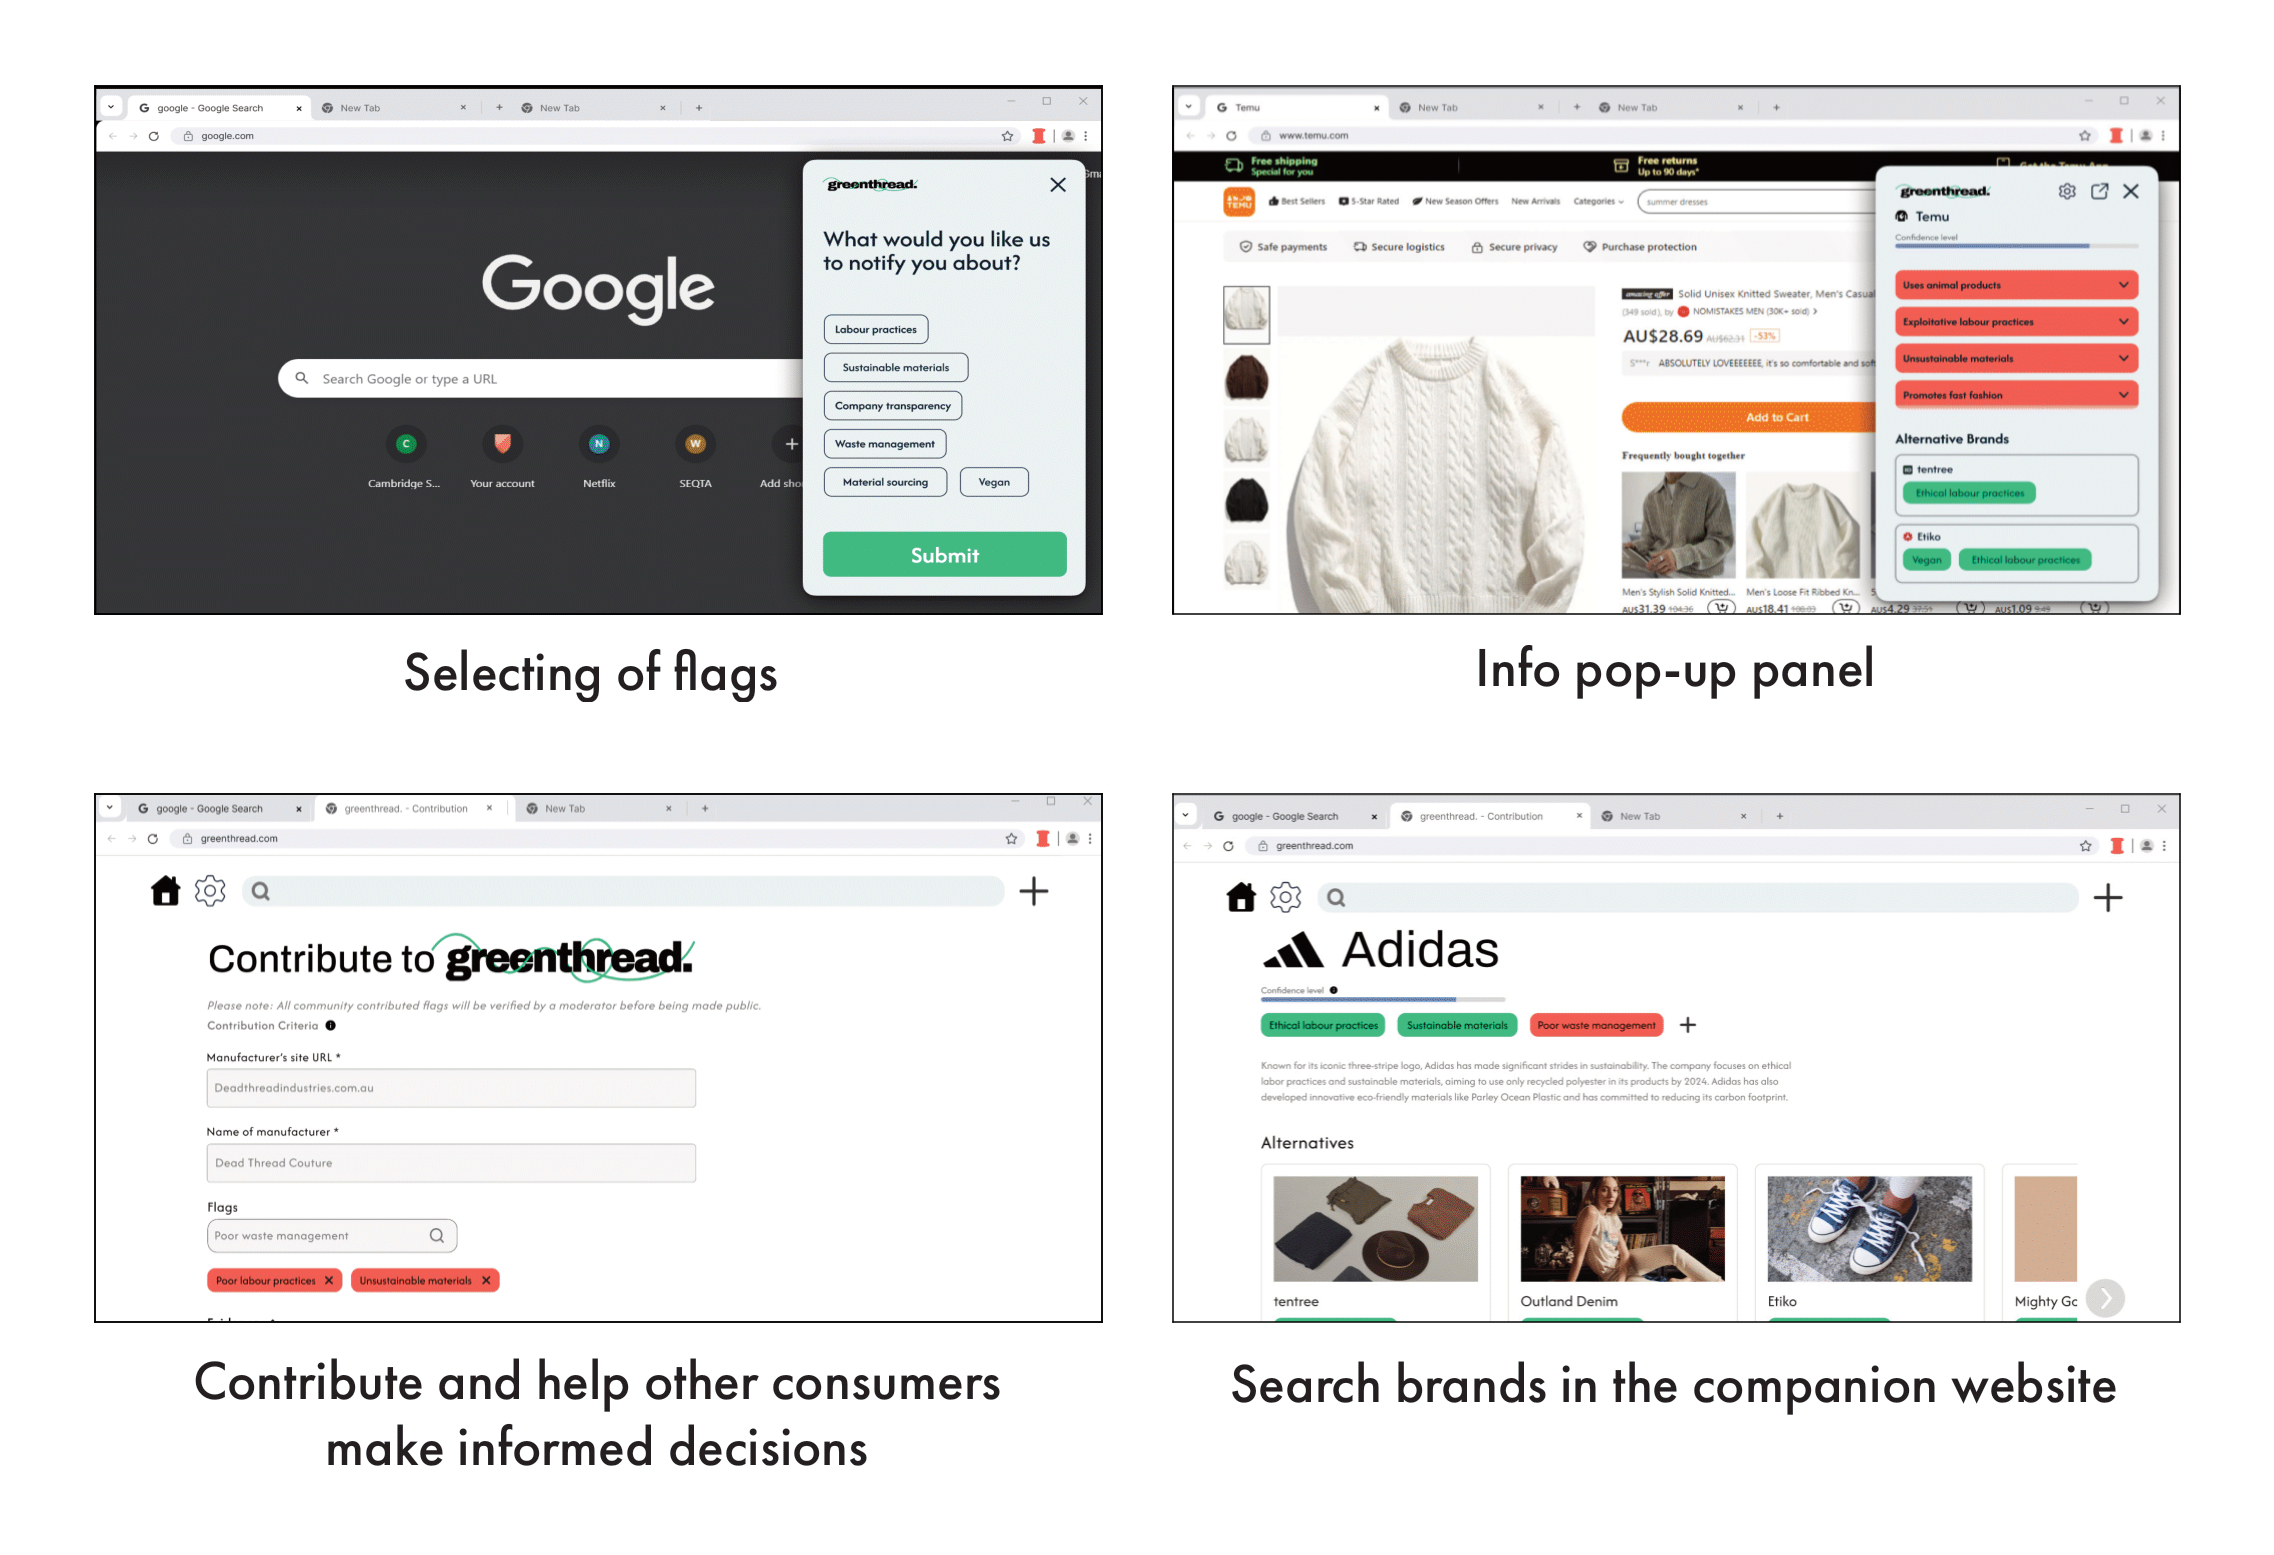 google - Google Search
New Tab
New Tab
google.com
Google
Search Google or type a URL
Cambridge S...
Your account
Netflix
SEQTA
Add sho
C
N
W
Sma
greenthread.
What would you like us
to notify you about?
Labour practices
Sustainable materials
Company transparency
Waste management
Material sourcing
Vegan
Submit
Selecting of flags
Temu
New Tab
New Tab
www.temu.com
Free shipping
Special for you
Free returns
Up to 90 days*
TEMU
Best Sellers
5-Star Rated
New Season Offers
New Arrivals
Categories
summer dresses
Safe payments
Secure logistics
Secure privacy
Purchase protection
amazing offer Solid Unisex Knitted Sweater, Men's Casual
(349 sold), by NOMISTAKES MEN (30K+ sold) >
AU$28.69 AU$62.31 -53%
S***r ABSOLUTELY LOVEEEEEE, it's so comfortable and sof
Add to Cart
Frequently bought together
Men's Stylish Solid Knitted...
AU$31.39
Men's Loose Fit Ribbed Kn...
AU$18.41
AU$4.29
AU$1.09
greenthread.
Temu
Confidence level
Uses animal products
Exploitative labour practices
Unsustainable materials
Promotes fast fashion
Alternative Brands
tentree
Ethical labour practices
Etiko
Vegan
Ethical labour practices
Info pop-up panel
google - Google Search
greenthread. - Contribution
New Tab
greenthread.com
Contribute to greenthread.
Please note: All community contributed flags will be verified by a moderator before being made public.
Contribution Criteria
Manufacturer's site URL *
Deadthreadindustries.com.au
Name of manufacturer *
Dead Thread Couture
Flags
Poor waste management
Poor labour practices
Unsustainable materials
Contribute and help other consumers
make informed decisions
google - Google Search
greenthread. - Contribution
New Tab
greenthread.com
Adidas
Confidence level
Ethical labour practices
Sustainable materials
Poor waste management
Known for its iconic three-stripe logo, Adidas has made significant strides in sustainability. The company focuses on ethical
labor practices and sustainable materials, aiming to use only recycled polyester in its products by 2024. Adidas has also
developed innovative eco-friendly materials like Parley Ocean Plastic and has committed to reducing its carbon footprint.
Alternatives
tentree
Outland Denim
Etiko
Mighty Go
Search brands in the companion website